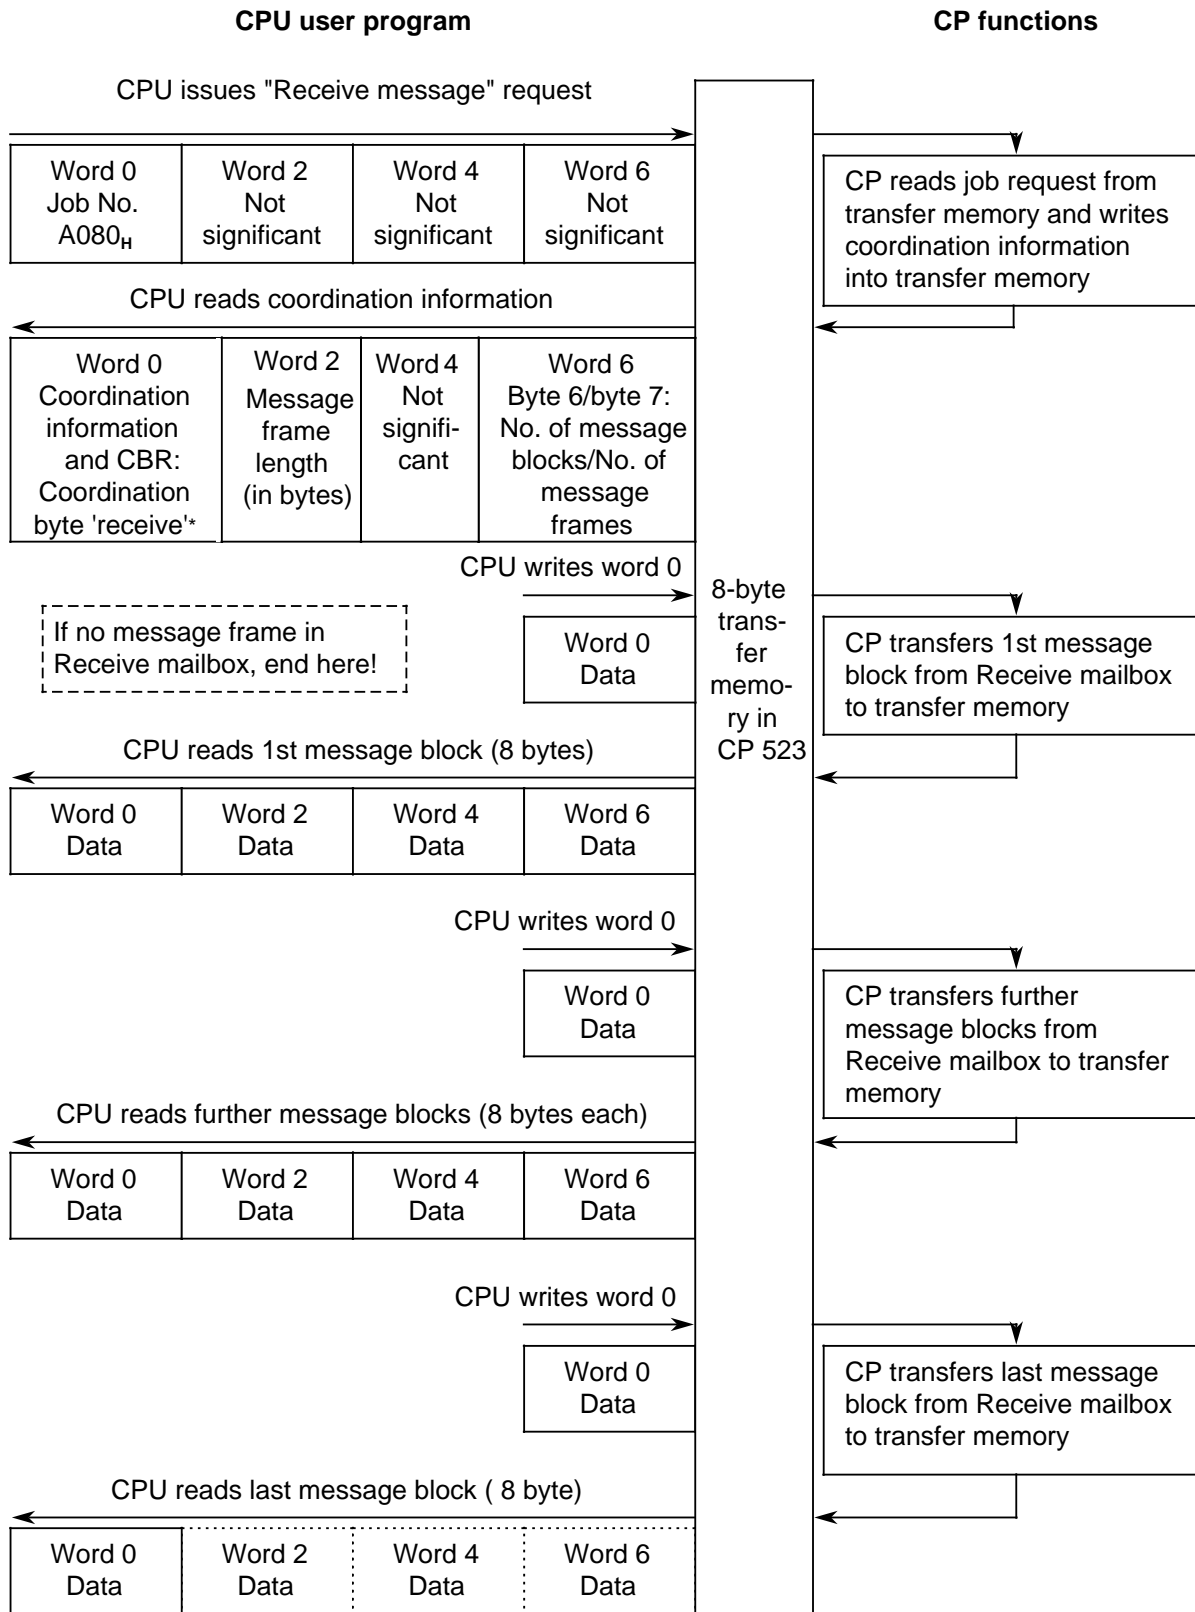 CPU user program
CP functions
CPU issues "Receive message" request
Word 0
Job No.
A080H
Word 2
Not
significant
Word 4
Not
significant
Word 6
Not
significant
CP reads job request from
transfer memory and writes
coordination information
into transfer memory
CPU reads coordination information
Word 0
Coordination
information
and CBR:
Coordination
byte 'receive'*
Word 2
Message
frame
length
(in bytes)
Word 4
Not
signifi-
cant
Word 6
Byte 6/byte 7:
No. of message
blocks/No. of
message
frames
CPU writes word 0
If no message frame in
Receive mailbox, end here!
Word 0
Data
8-byte
trans-
fer
memo-
ry in
CP 523
CP transfers 1st message
block from Receive mailbox
to transfer memory
CPU reads 1st message block (8 bytes)
Word 0
Data
Word 2
Data
Word 4
Data
Word 6
Data
CPU writes word 0
Word 0
Data
CP transfers further
message blocks from
Receive mailbox to transfer
memory
CPU reads further message blocks (8 bytes each)
Word 0
Data
Word 2
Data
Word 4
Data
Word 6
Data
CPU writes word 0
Word 0
Data
CP transfers last message
block from Receive mailbox
to transfer memory
CPU reads last message block ( 8 byte)
Word 0
Data
Word 2
Data
Word 4
Data
Word 6
Data